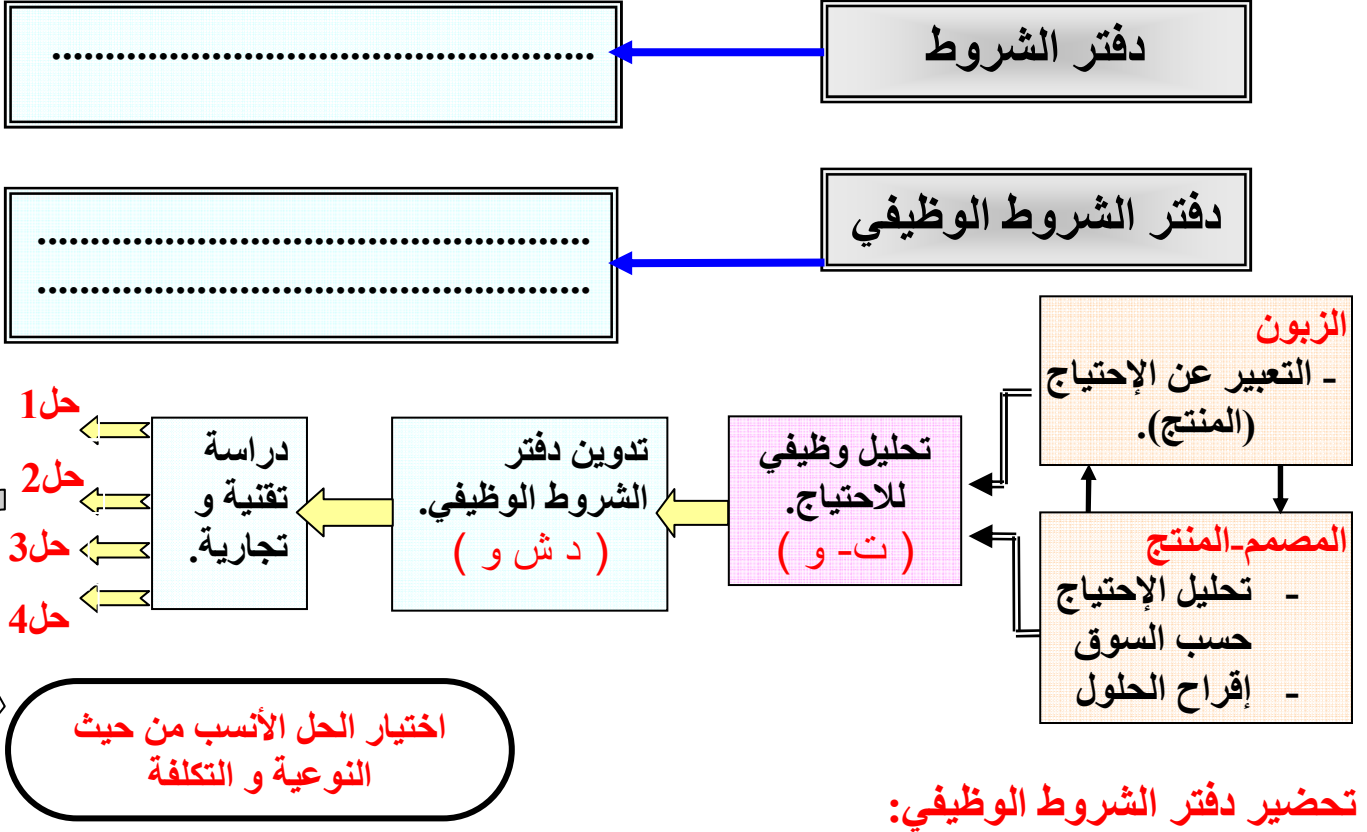 دفتر الشروط
......................................................
دفتر الشروط الوظيفي
.......................................................
.......................................................
الزبون
- التعبير عن الإحتياج
(المنتج).
المصمم-المنتج
- تحليل الإحتياج
حسب السوق
- إقراح الحلول
تحليل وظيفي
للاحتياج.
( ت- و )
تدوين دفتر
الشروط الوظيفي.
( د ش و )
دراسة
تقنية و
تجارية.
حل1
حل2
حل3
حل4
اختيار الحل الأنسب من حيث
النوعية و التكلفة
تحضير دفتر الشروط الوظيفي: